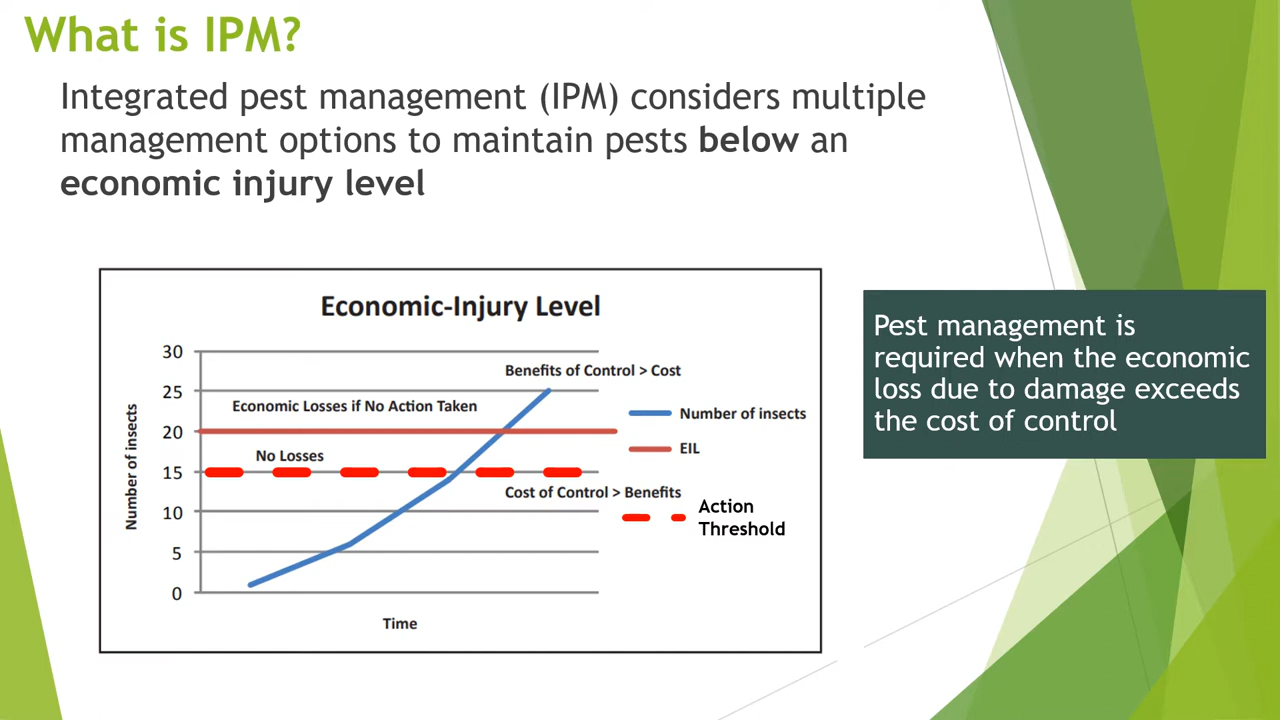 What is IPM?
Integrated pest management (IPM) considers multiple
management options to maintain pests below an
economic injury level
Economic-Injury Level
30
25
20
15
10
5
0
Number of insects
Time
Benefits of Control > Cost
Economic Losses if No Action Taken
No Losses
Cost of Control > Benefits
Number of insects
EIL
Action
Threshold
Pest management is
required when the economic
loss due to damage exceeds
the cost of control